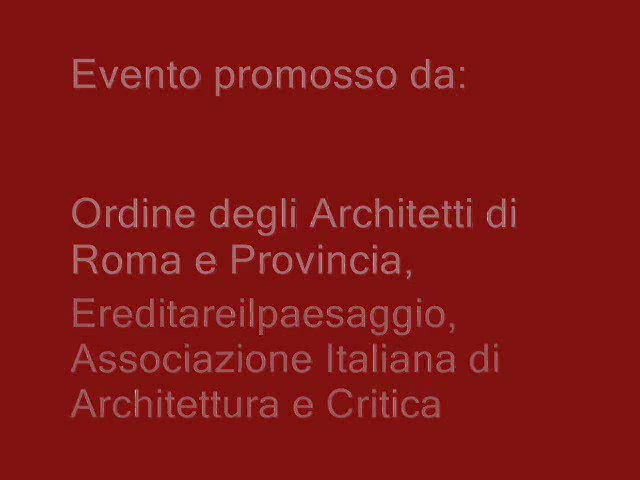 Evento promosso da:
Ordine degli Architetti di
Roma e Provincia,
Ereditareilpaesaggio,
Associazione Italiana di
Architettura e Critica